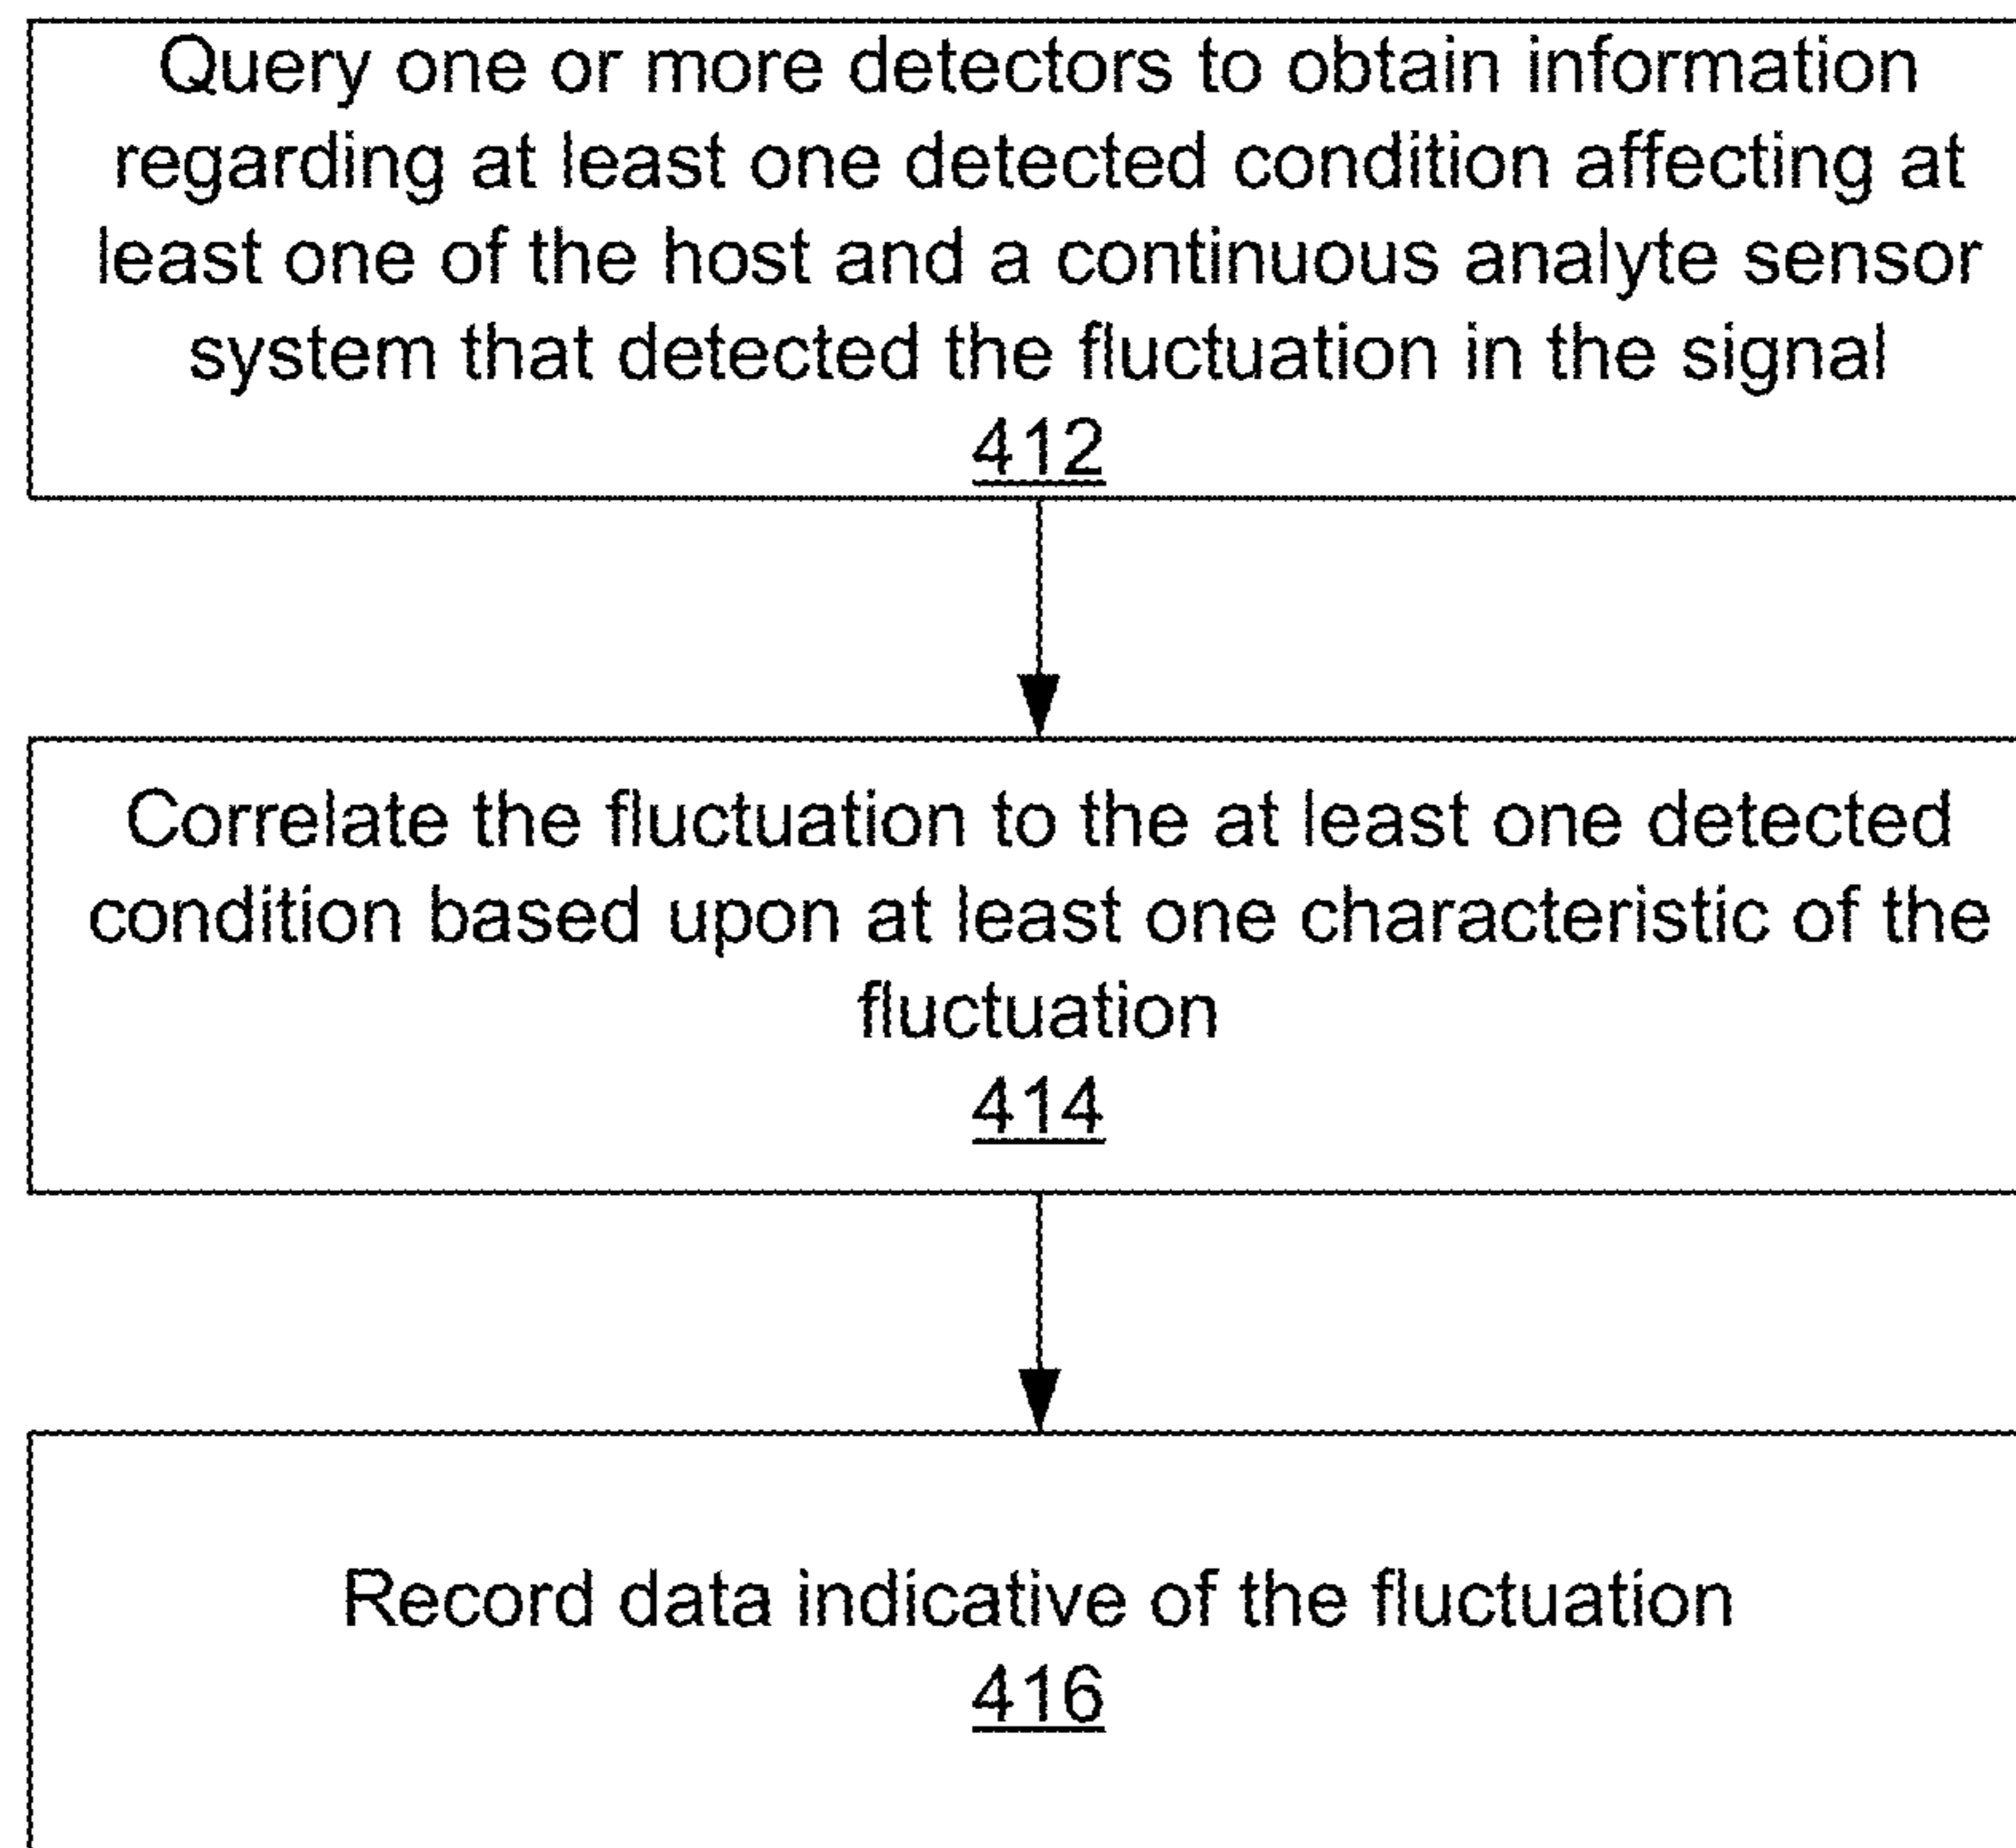 Query one or more detectors to obtain information
regarding at least one detected condition affecting at
least one of the host and a continuous analyte sensor
system that detected the fluctuation in the signal
412
Correlate the fluctuation to the at least one detected
condition based upon at least one characteristic of the
fluctuation
414
Record data indicative of the fluctuation
416